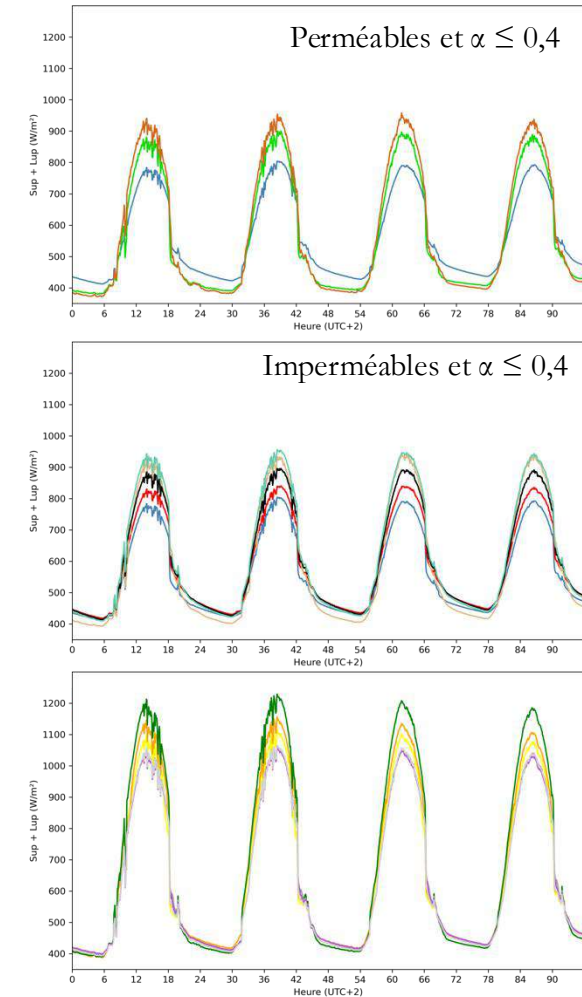 Perméables et α ≤ 0,4
1200
1100
1000
900
800
700
600
500
400
Sup + Lup (W/m²)
0 6 12 18 24 30 36 42 48 54 60 66 72 78 84 90
Heure (UTC+2)
Imperméables et α ≤ 0,4
1200
1100
1000
900
800
700
600
500
400
Sup + Lup (W/m²)
0 6 12 18 24 30 36 42 48 54 60 66 72 78 84 90
Heure (UTC+2)
1200
1100
1000
900
800
700
600
500
400
Sup + Lup (W/m²)
0 6 12 18 24 30 36 42 48 54 60 66 72 78 84 90
Heure (UTC+2)